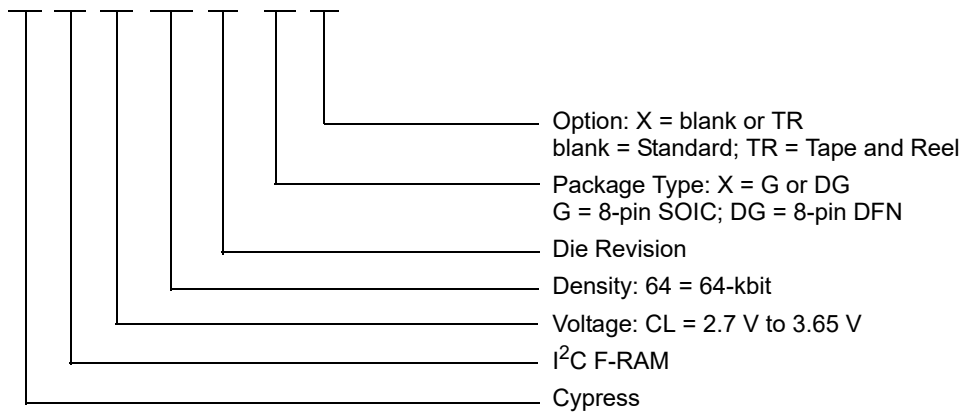 Option: X = blank or TR
blank = Standard; TR = Tape and Reel
Package Type: X = G or DG
G = 8-pin SOIC; DG = 8-pin DFN
Die Revision
Density: 64 = 64-kbit
Voltage: CL = 2.7 V to 3.65 V
I²C F-RAM
Cypress